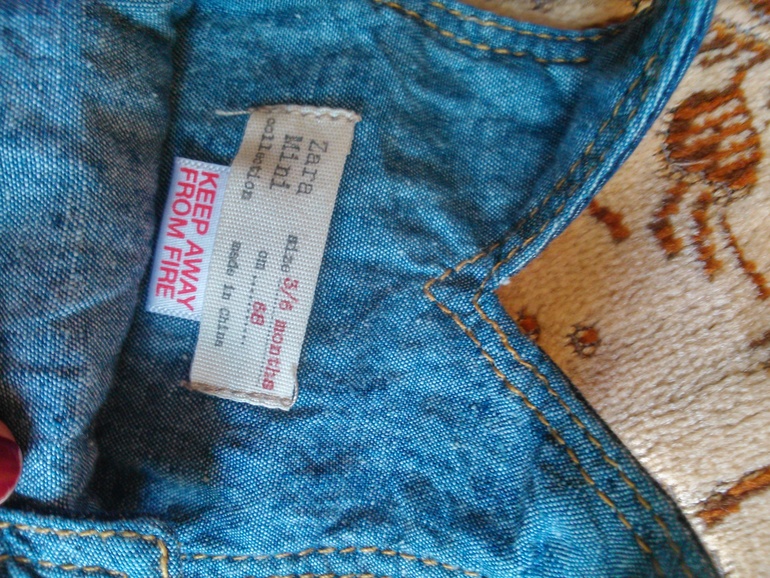 Zara
Mini
collection
size 3/6 months
cm ....... 68
made in china
KEEP AWAY
FROM FIRE